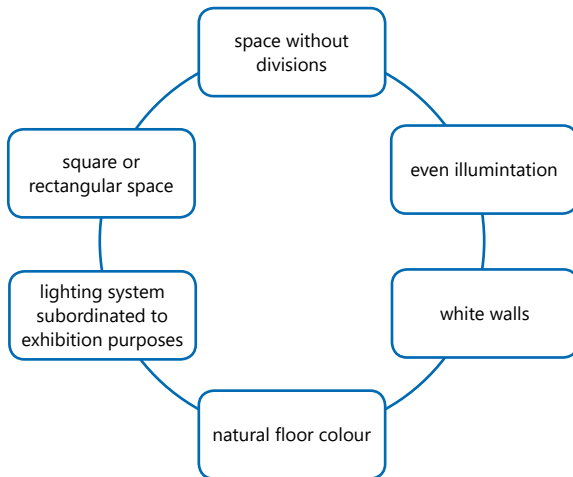 space without
divisions
even illumintation
white walls
natural floor colour
lighting system
subordinated to
exhibition purposes
square or
rectangular space